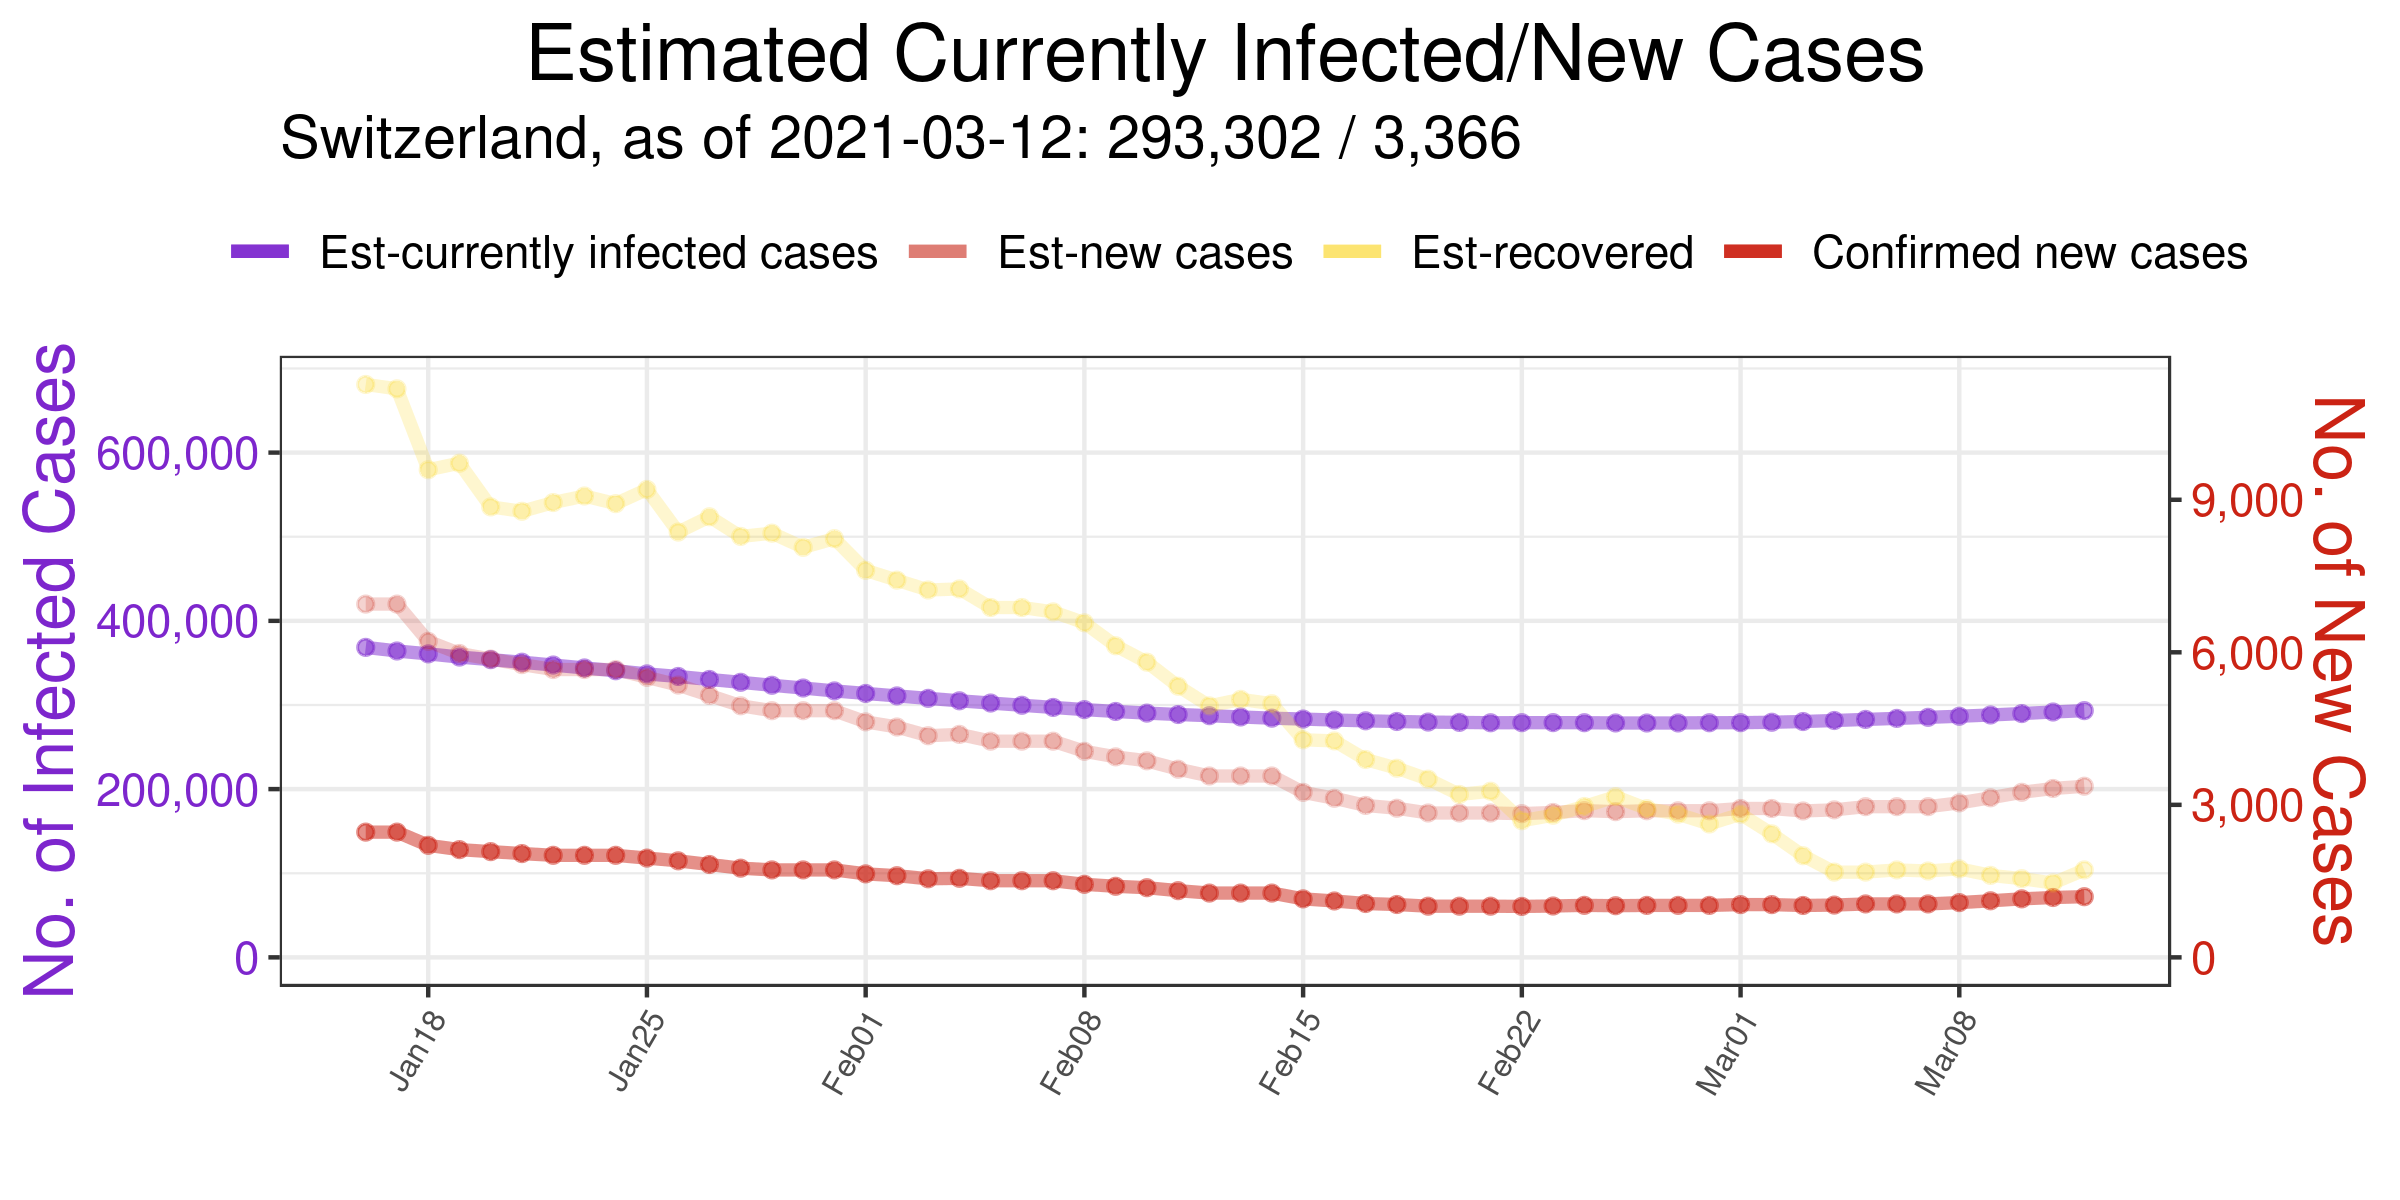 Estimated Currently Infected/New Cases
Switzerland, as of 2021-03-12: 293,302 / 3,366
Est-currently infected cases Est-new cases Est-recovered Confirmed new cases
No. of Infected Cases
600,000
400,000
200,000
0
9,000
6,000
3,000
0
No. of New Cases
Jan18 Jan25 Feb01 Feb08 Feb15 Feb22 Mar01 Mar08